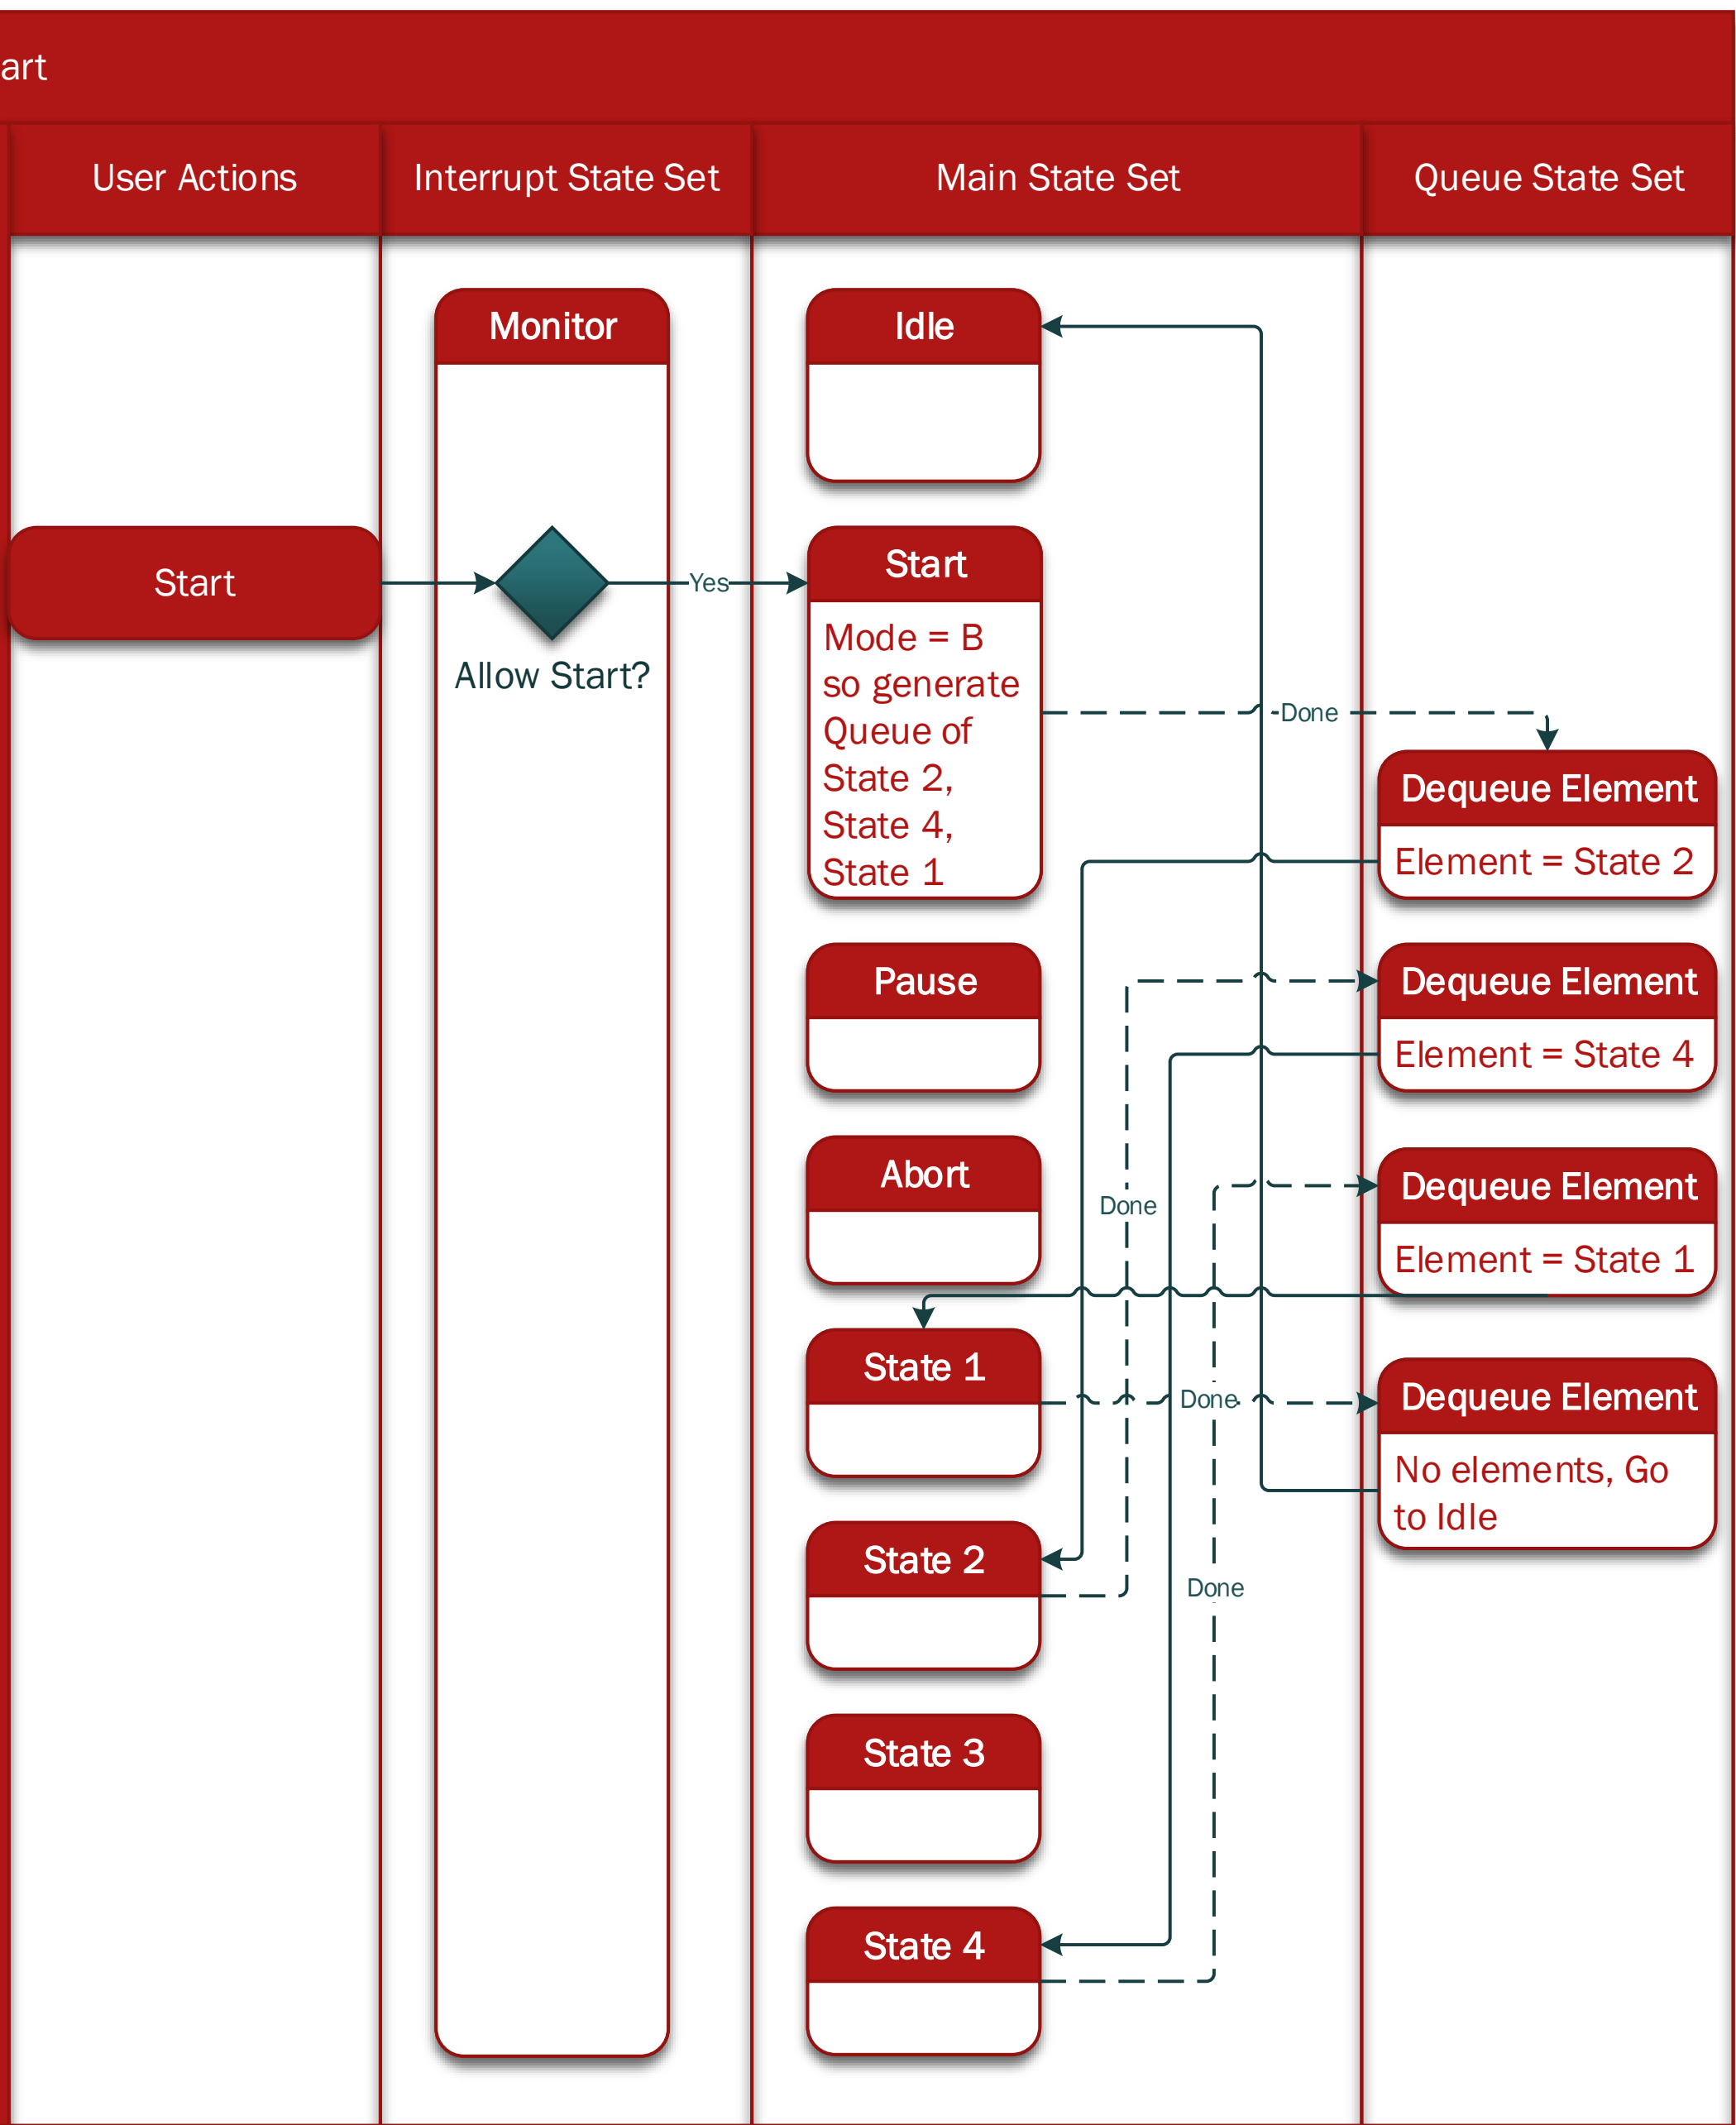 art
User Actions
Interrupt State Set
Main State Set
Queue State Set
Monitor
Idle
Start
Yes
Allow Start?
Start
Mode = B
so generate
Queue of
State 2,
State 4,
State 1
Done
Dequeue Element
Element = State 2
Pause
Dequeue Element
Element = State 4
Abort
Done
Dequeue Element
Element = State 1
State 1
Done
Dequeue Element
No elements, Go
to Idle
State 2
Done
State 3
State 4